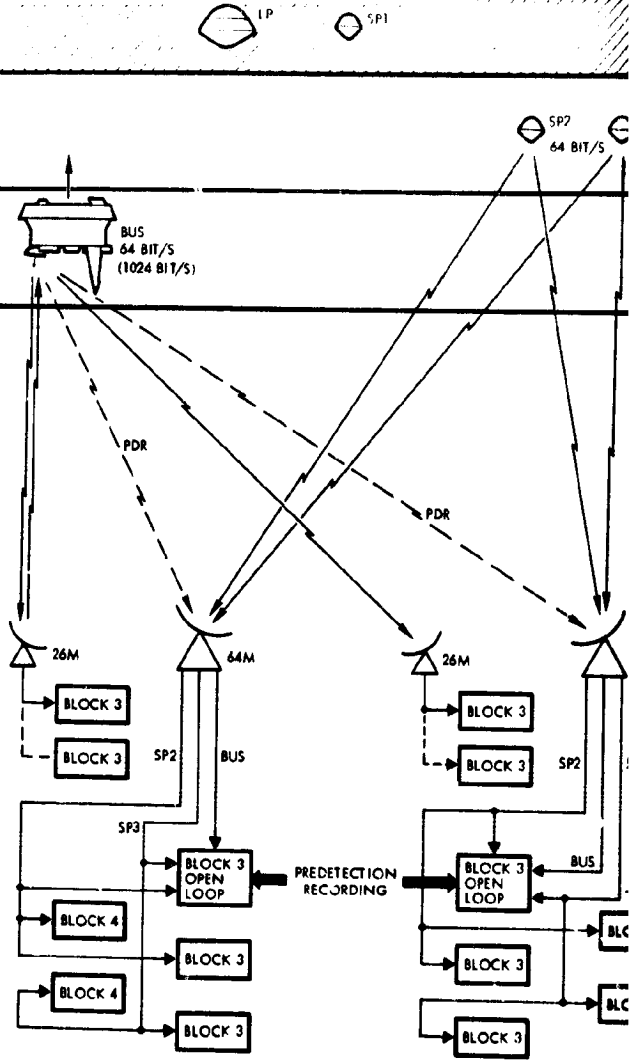 LP
SP1
SP2
64 BIT/S
BUS
64 BIT/S
(1024 BIT/S)
PDR
PDR
26M
64M
26M
BLOCK 3
BLOCK 3
BLOCK 3
BLOCK 3
SP2
BUS
SP2
SP3
BLOCK 3
OPEN
LOOP
PREDETECTION
RECORDING
BLOCK 3
OPEN
LOOP
BUS
BLOCK 4
BLOCK 3
BLOCK 3
BLOCK 4
BLOCK 3
BLOCK 3